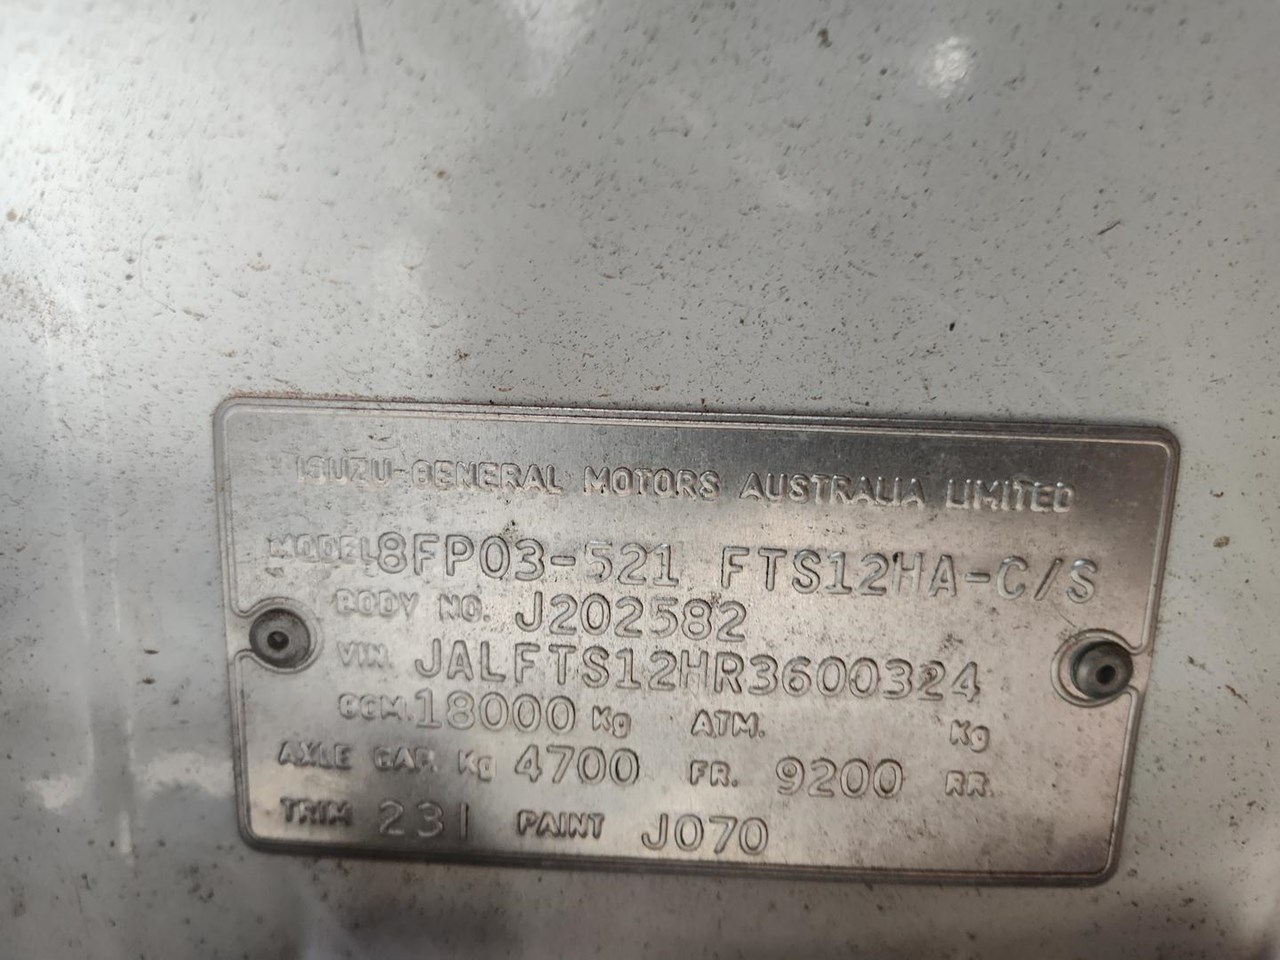 ISUZU-GENERAL MOTORS AUSTRALIA LIMITED
MODEL 8FP03-521 FTS12HA-C/S
BODY NO. J202582
VIN. JALFTS12HR3600324
GCM. 18000 Kg ATM. Kg
AXLE CAP. Kg 4700 FR. 9200 RR.
TRIM 231 PAINT J070